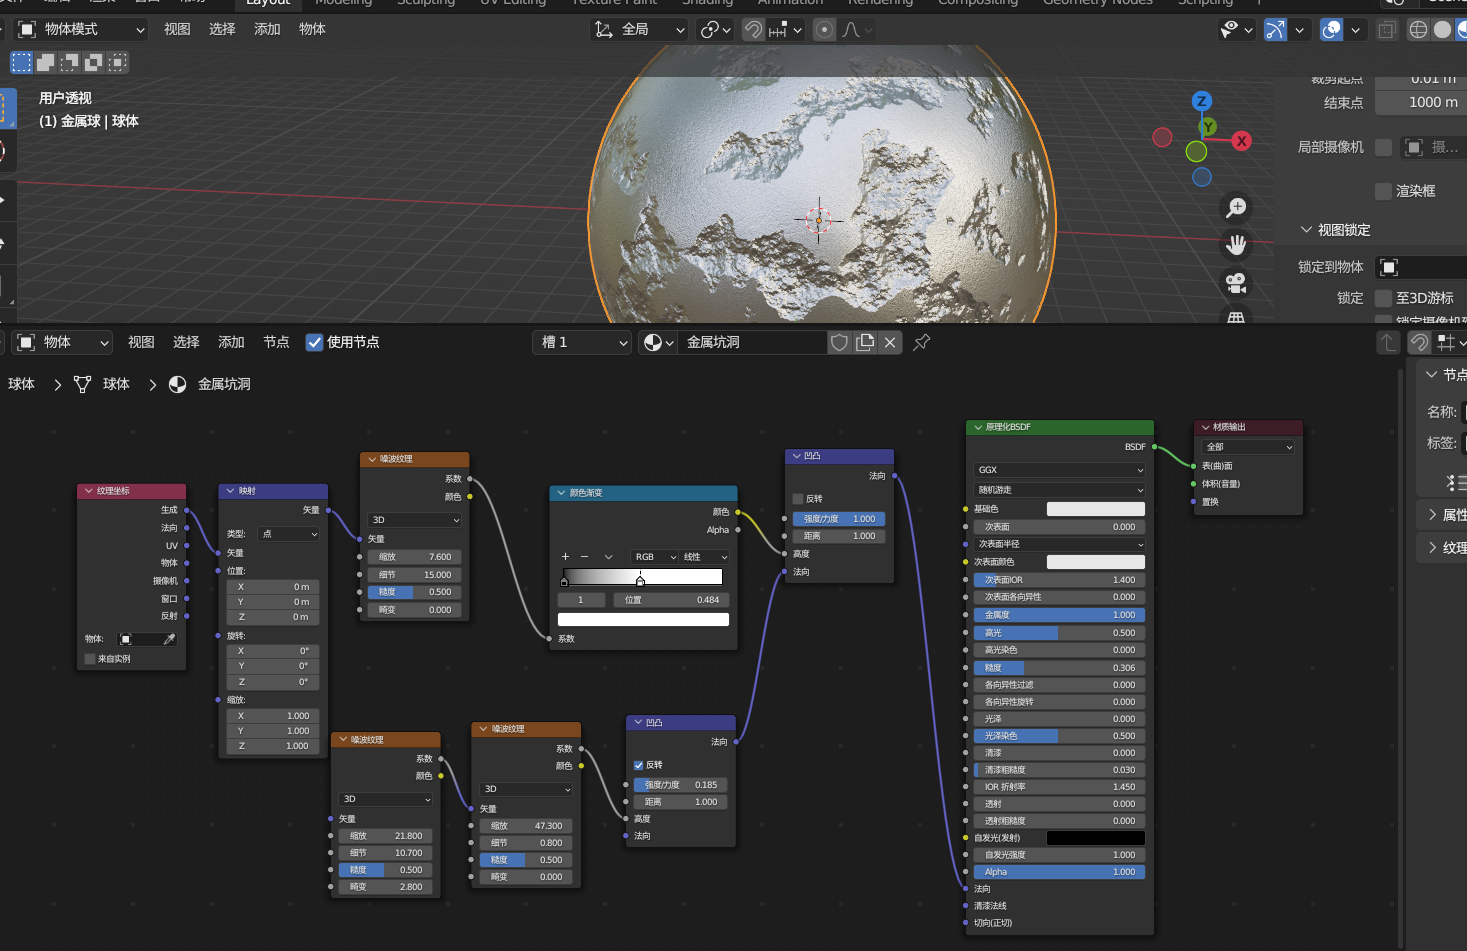 Layout Modeling Sculpting UV Editing Texture Paint Shading Animation Rendering Compositing Geometry Nodes Scripting
物体模式 视图 选择 添加 物体 全局
用户透视
(1) 金属球 | 球体
Z
Y
X
裁剪起点 0.01 m
结束点 1000 m
局部摄像机 摄...
渲染框
视图锁定
锁定到物体
锁定 至3D游标
物体 视图 选择 添加 节点 使用节点 槽 1 金属坑洞
球体 球体 金属坑洞
节点
名称:
标签:
属性
纹理
纹理坐标
生成
法向
UV
物体
摄像机
窗口
反射
物体:
来自实例
映射
矢量
类型: 点
矢量
位置:
X 0 m
Y 0 m
Z 0 m
旋转:
X 0°
Y 0°
Z 0°
缩放:
X 1.000
Y 1.000
Z 1.000
噪波纹理
系数
颜色
3D
矢量
缩放 7.600
细节 15.000
糙度 0.500
畸变 0.000
颜色渐变
颜色
Alpha
+ − RGB 线性
1 位置 0.484
系数
凹凸
法向
反转
强度/力度 1.000
距离 1.000
高度
法向
噪波纹理
系数
颜色
3D
矢量
缩放 21.800
细节 10.700
糙度 0.500
畸变 2.800
噪波纹理
系数
颜色
3D
矢量
缩放 47.300
细节 0.800
糙度 0.500
畸变 0.000
凹凸
法向
反转
强度/力度 0.185
距离 1.000
高度
法向
原理化BSDF
BSDF
GGX
随机游走
基础色
次表面 0.000
次表面半径
次表面颜色
次表面IOR 1.400
次表面各向异性 0.000
金属度 1.000
高光 0.500
高光染色 0.000
糙度 0.306
各向异性过滤 0.000
各向异性旋转 0.000
光泽 0.000
光泽染色 0.500
清漆 0.000
清漆粗糙度 0.030
IOR 折射率 1.450
透射 0.000
透射粗糙度 0.000
自发光(发射)
自发光强度 1.000
Alpha 1.000
法向
清漆法线
切向(正切)
材质输出
全部
表(曲)面
体积(音量)
置换